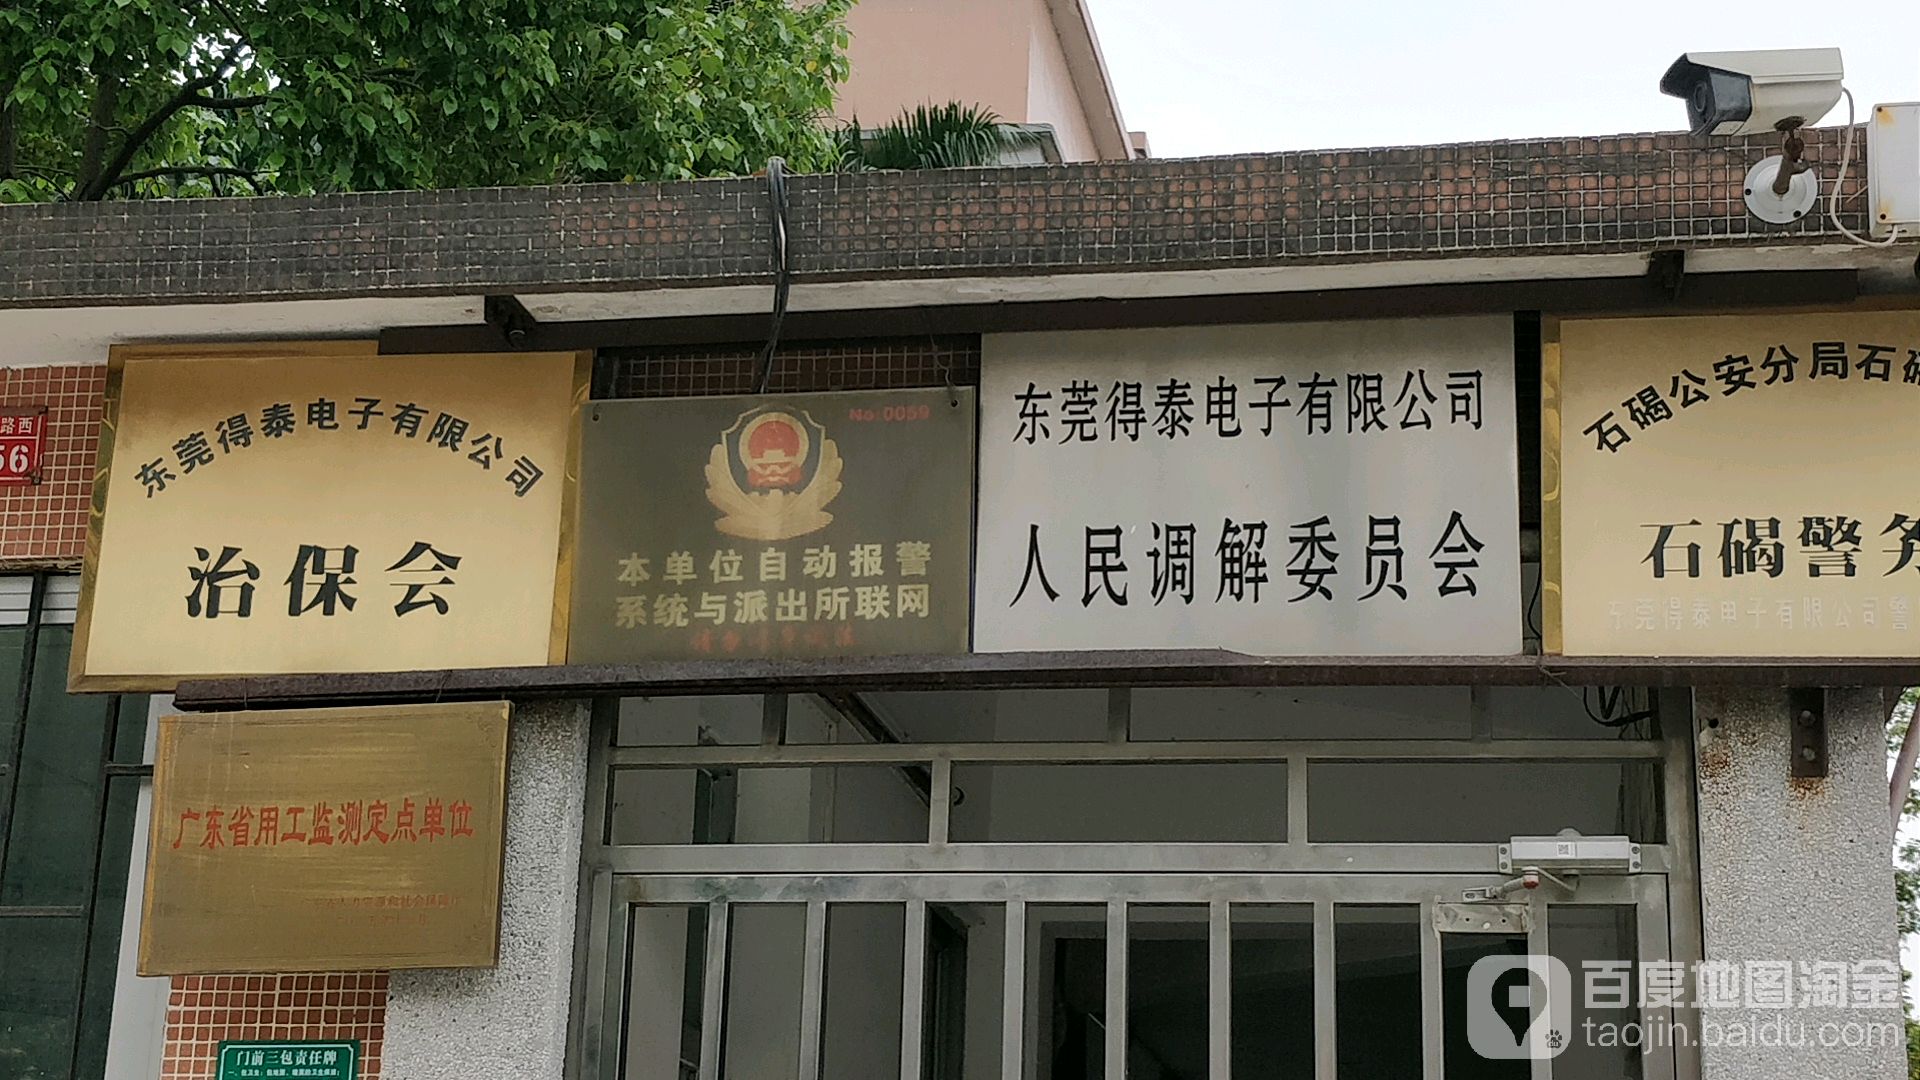 路西
56
东莞得泰电子有限公司
治保会
No:0059
本单位自动报警
系统与派出所联网
东莞得泰电子有限公司
人民调解委员会
石碣公安分局石碣
石碣警务
东莞得泰电子有限公司警
广东省用工监测定点单位
门前三包责任牌
百度地图淘金
taojin.baidu.com